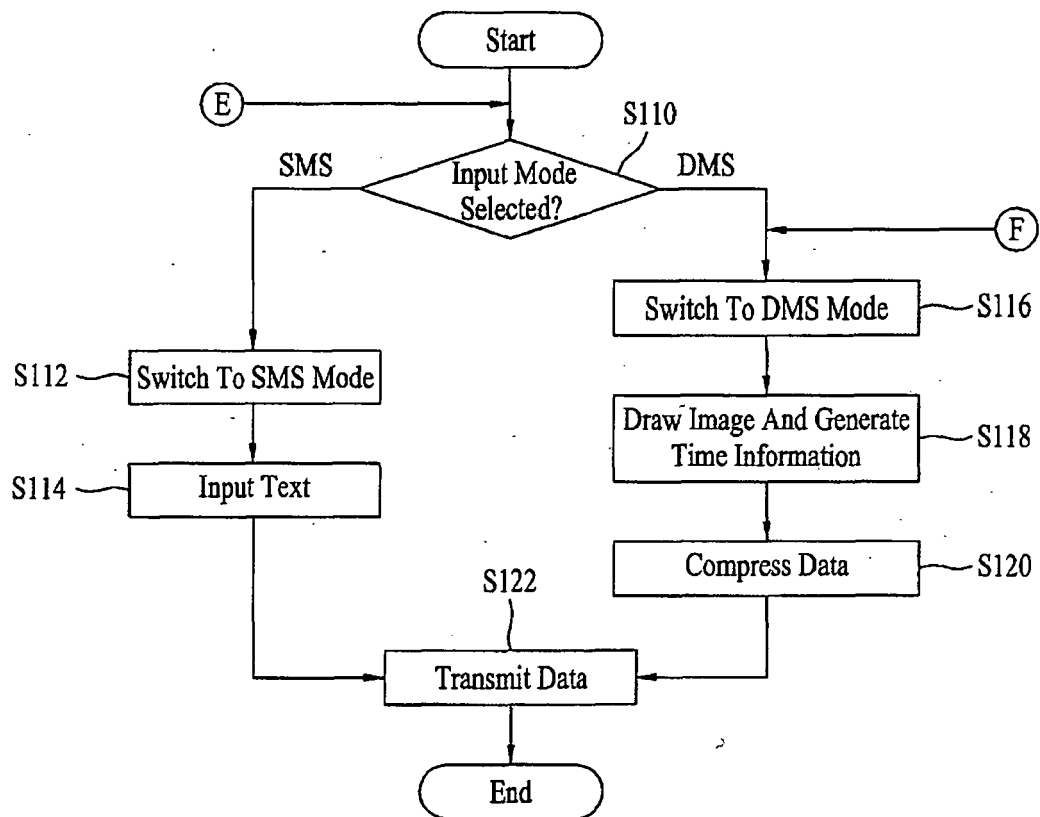 Start
E
S110
SMS
Input Mode
Selected?
DMS
F
Switch To DMS Mode
S116
S112
Switch To SMS Mode
Draw Image And Generate
Time Information
S118
S114
Input Text
Compress Data
S120
S122
Transmit Data
End